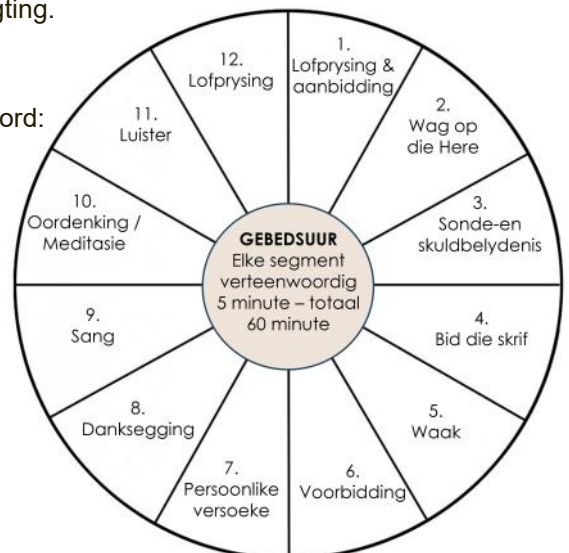 gting.
ord:
1.
Lofprysing &
aanbidding
2.
Wag op
die Here
3.
Sonde-en
skuldbelydenis
4.
Bid die skrif
5.
Waak
6.
Voorbidding
7.
Persoonlike
versoeke
8.
Danksegging
9.
Sang
10.
Oordenking /
Meditasie
11.
Luister
12.
Lofprysing
GEBEDSUUR
Elke segment
verteenwoordig
5 minute – totaal
60 minute